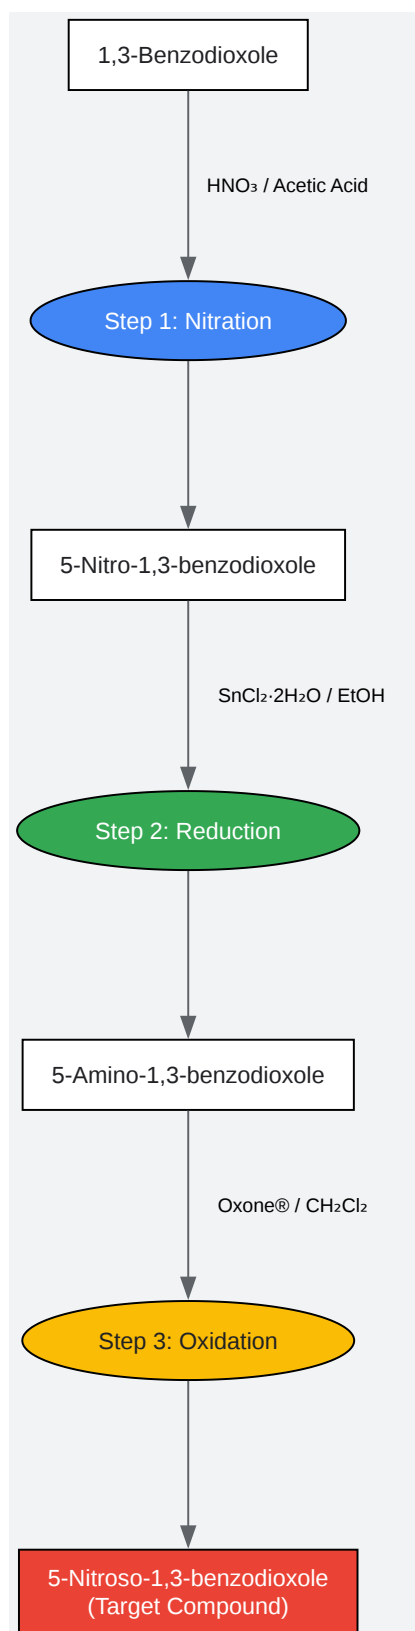 1,3-Benzodioxole
HNO₃ / Acetic Acid
Step 1: Nitration
5-Nitro-1,3-benzodioxole
SnCl₂·2H₂O / EtOH
Step 2: Reduction
5-Amino-1,3-benzodioxole
Oxone® / CH₂Cl₂
Step 3: Oxidation
5-Nitroso-1,3-benzodioxole
(Target Compound)